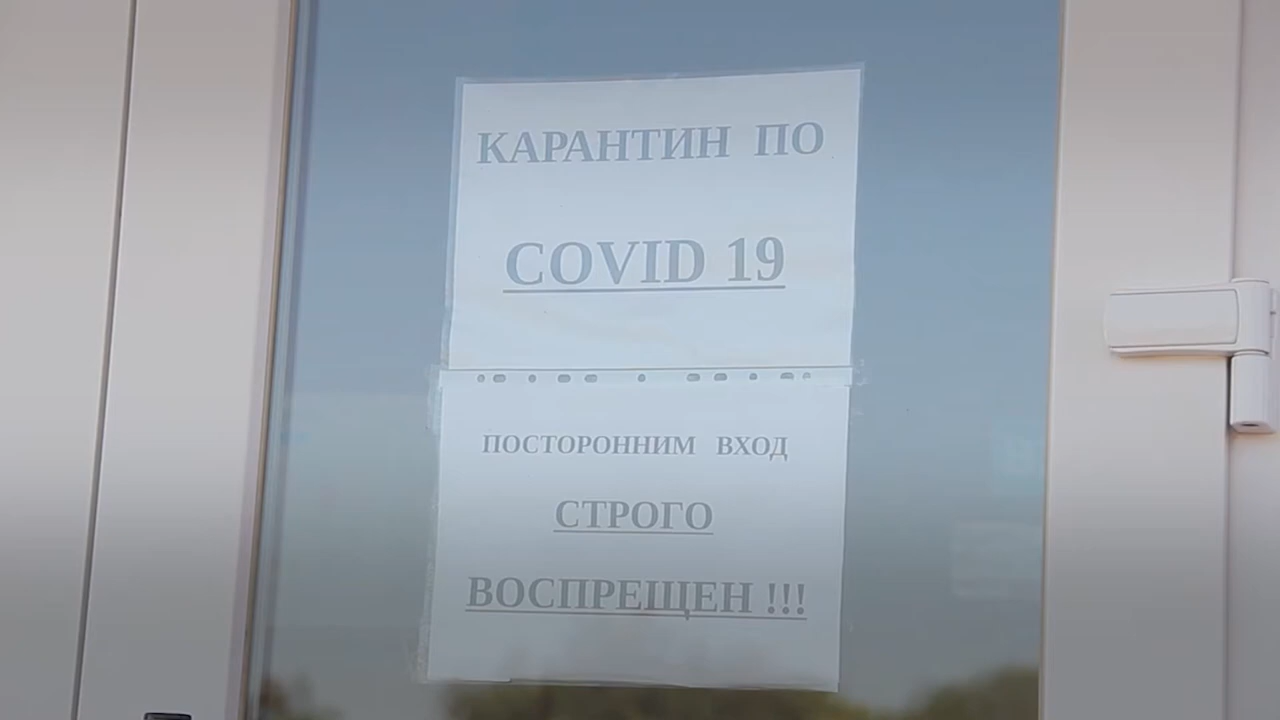 КАРАНТИН ПО
COVID 19
ПОСТОРОННИМ ВХОД
СТРОГО
ВОСПРЕЩЕН !!!